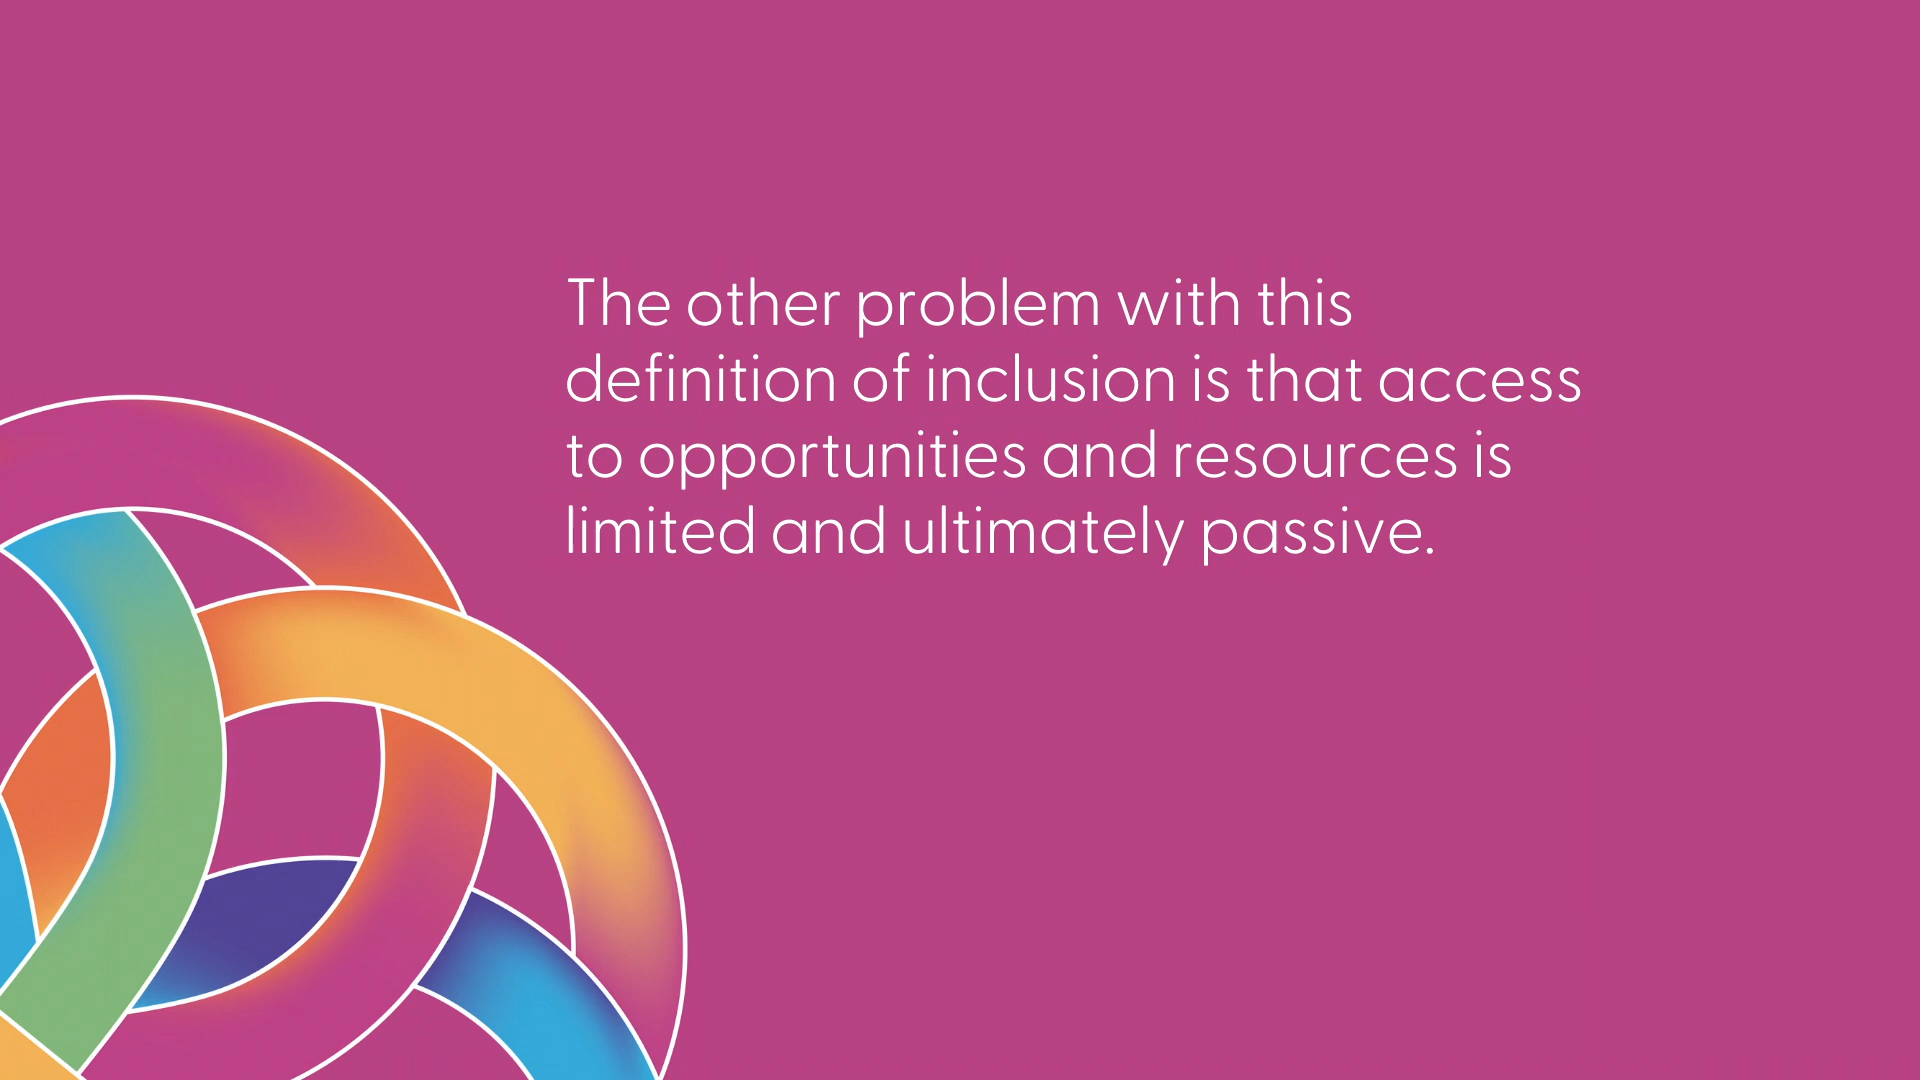 The other problem with this
definition of inclusion is that access
to opportunities and resources is
limited and ultimately passive.